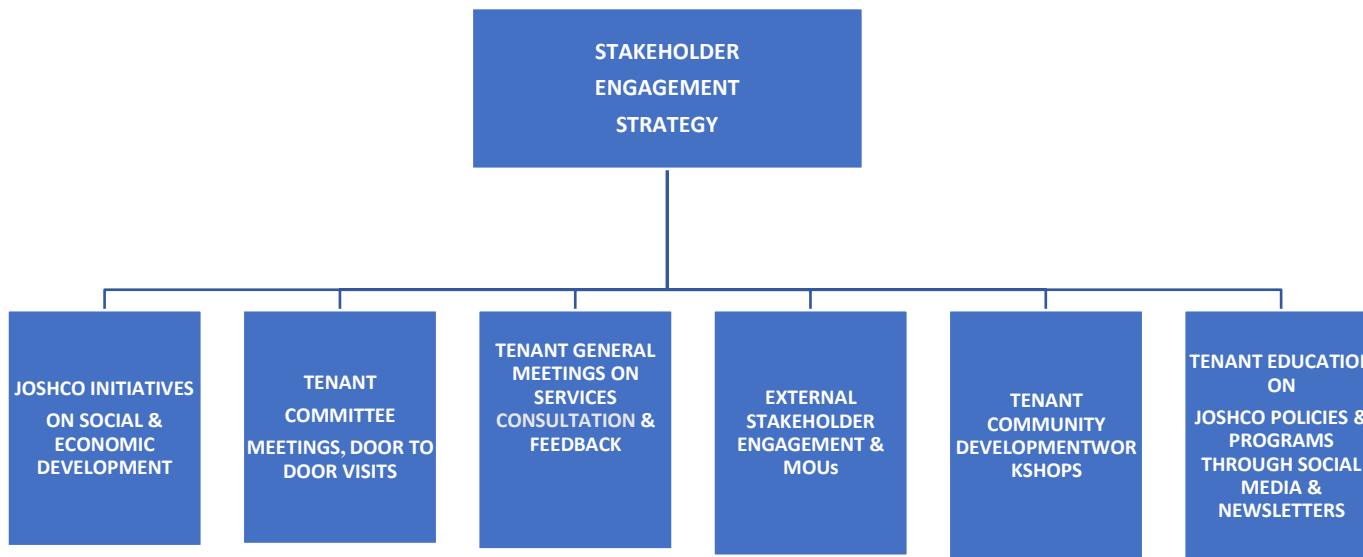 STAKEHOLDER
ENGAGEMENT
STRATEGY
JOSHCO INITIATIVES
ON SOCIAL &
ECONOMIC
DEVELOPMENT
TENANT
COMMITTEE
MEETINGS, DOOR TO
DOOR VISITS
TENANT GENERAL
MEETINGS ON
SERVICES
CONSULTATION &
FEEDBACK
EXTERNAL
STAKEHOLDER
ENGAGEMENT &
MOUs
TENANT
COMMUNITY
DEVELOPMENTWOR
KSHOPS
TENANT EDUCATION
ON
JOSHCO POLICIES &
PROGRAMS
THROUGH SOCIAL
MEDIA &
NEWSLETTERS